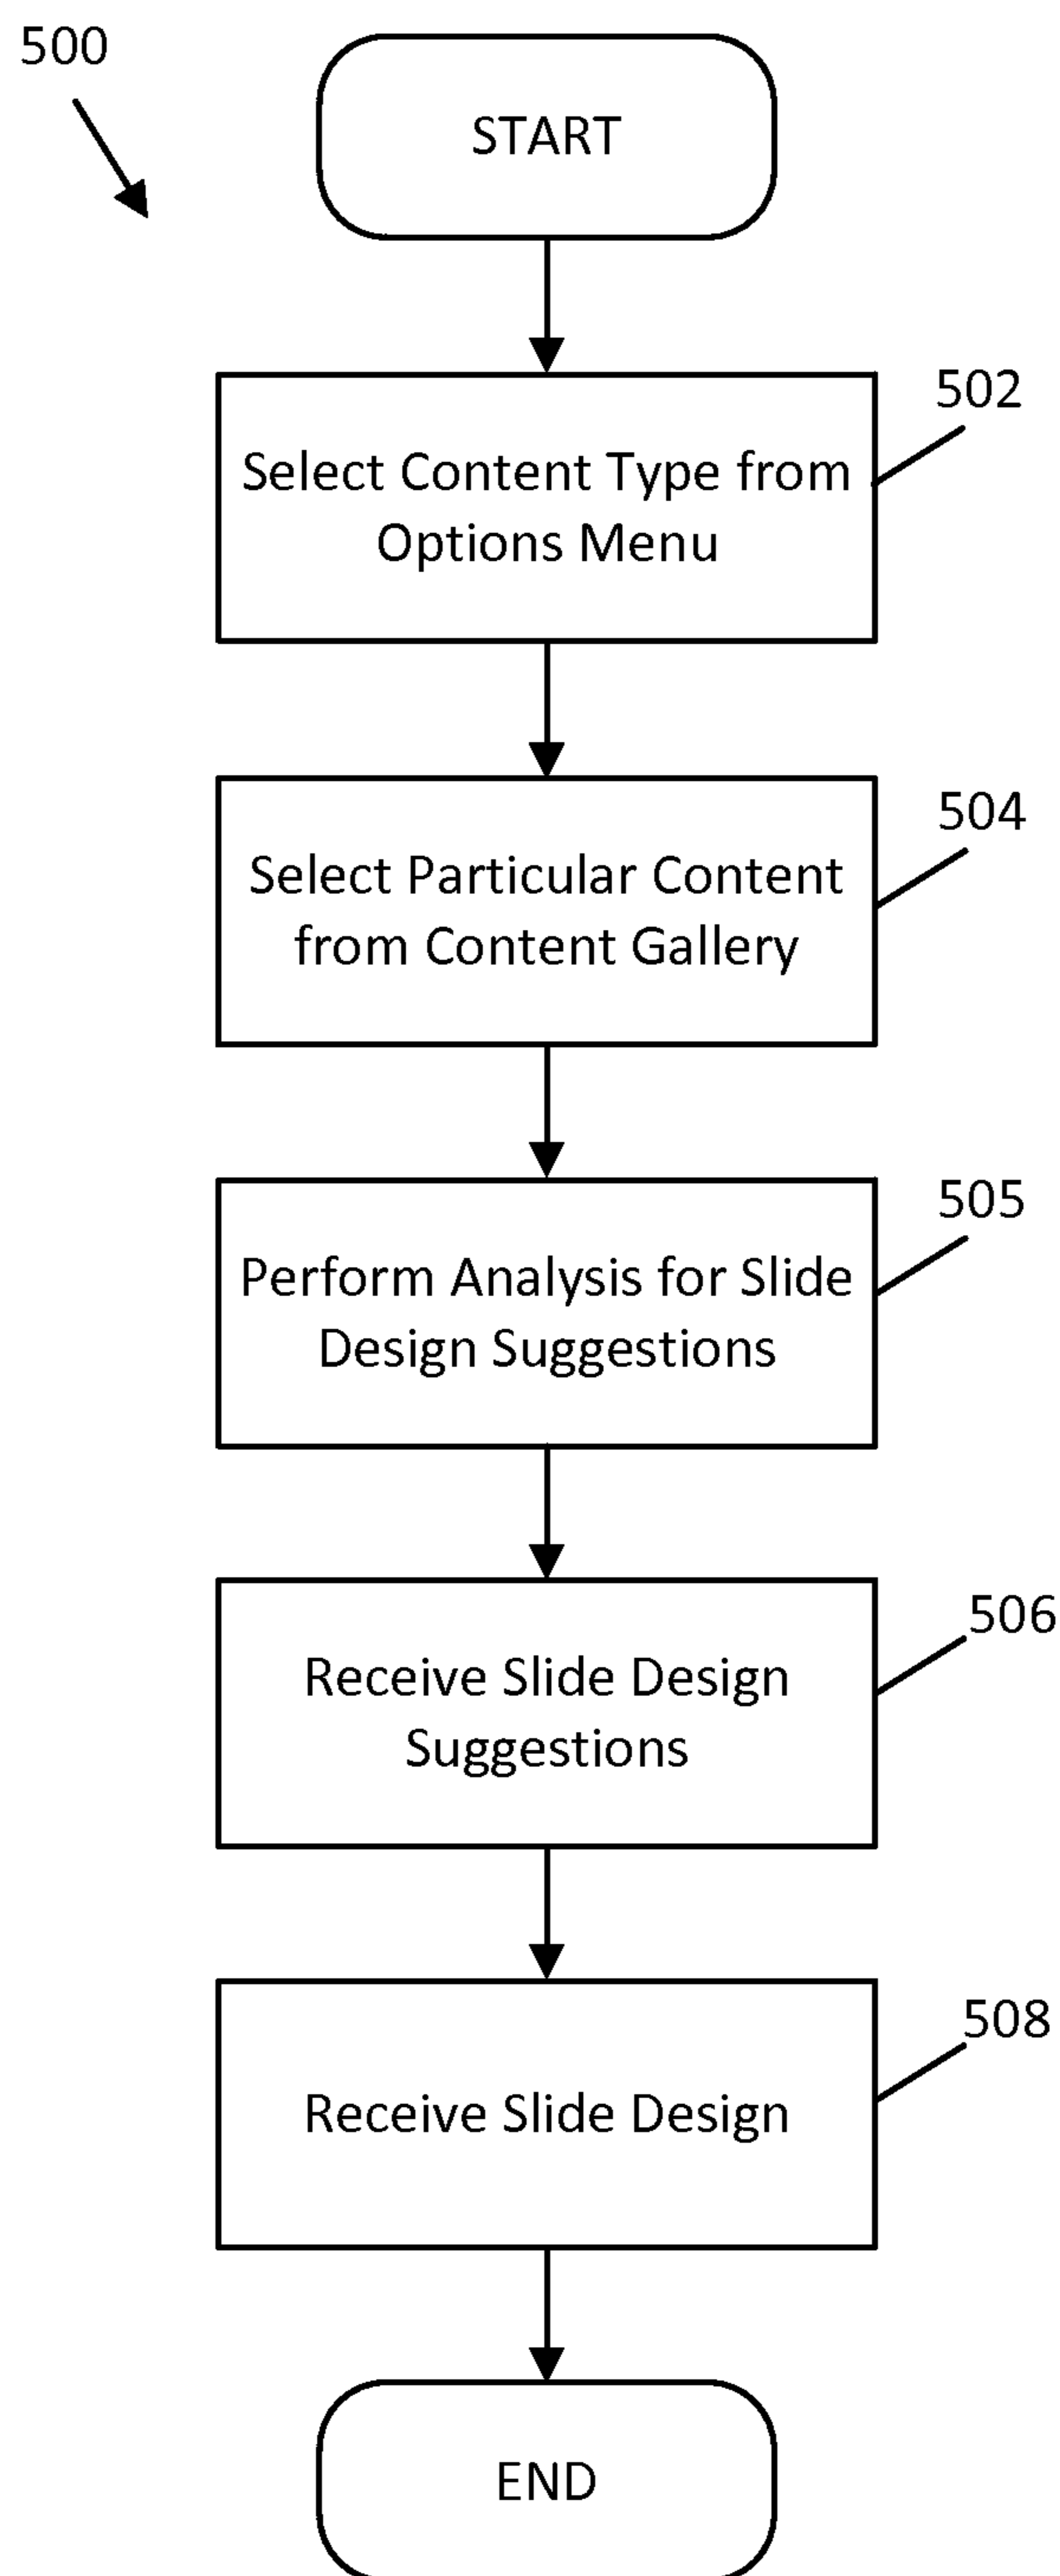 500
START
502
Select Content Type from
Options Menu
504
Select Particular Content
from Content Gallery
505
Perform Analysis for Slide
Design Suggestions
506
Receive Slide Design
Suggestions
508
Receive Slide Design
END